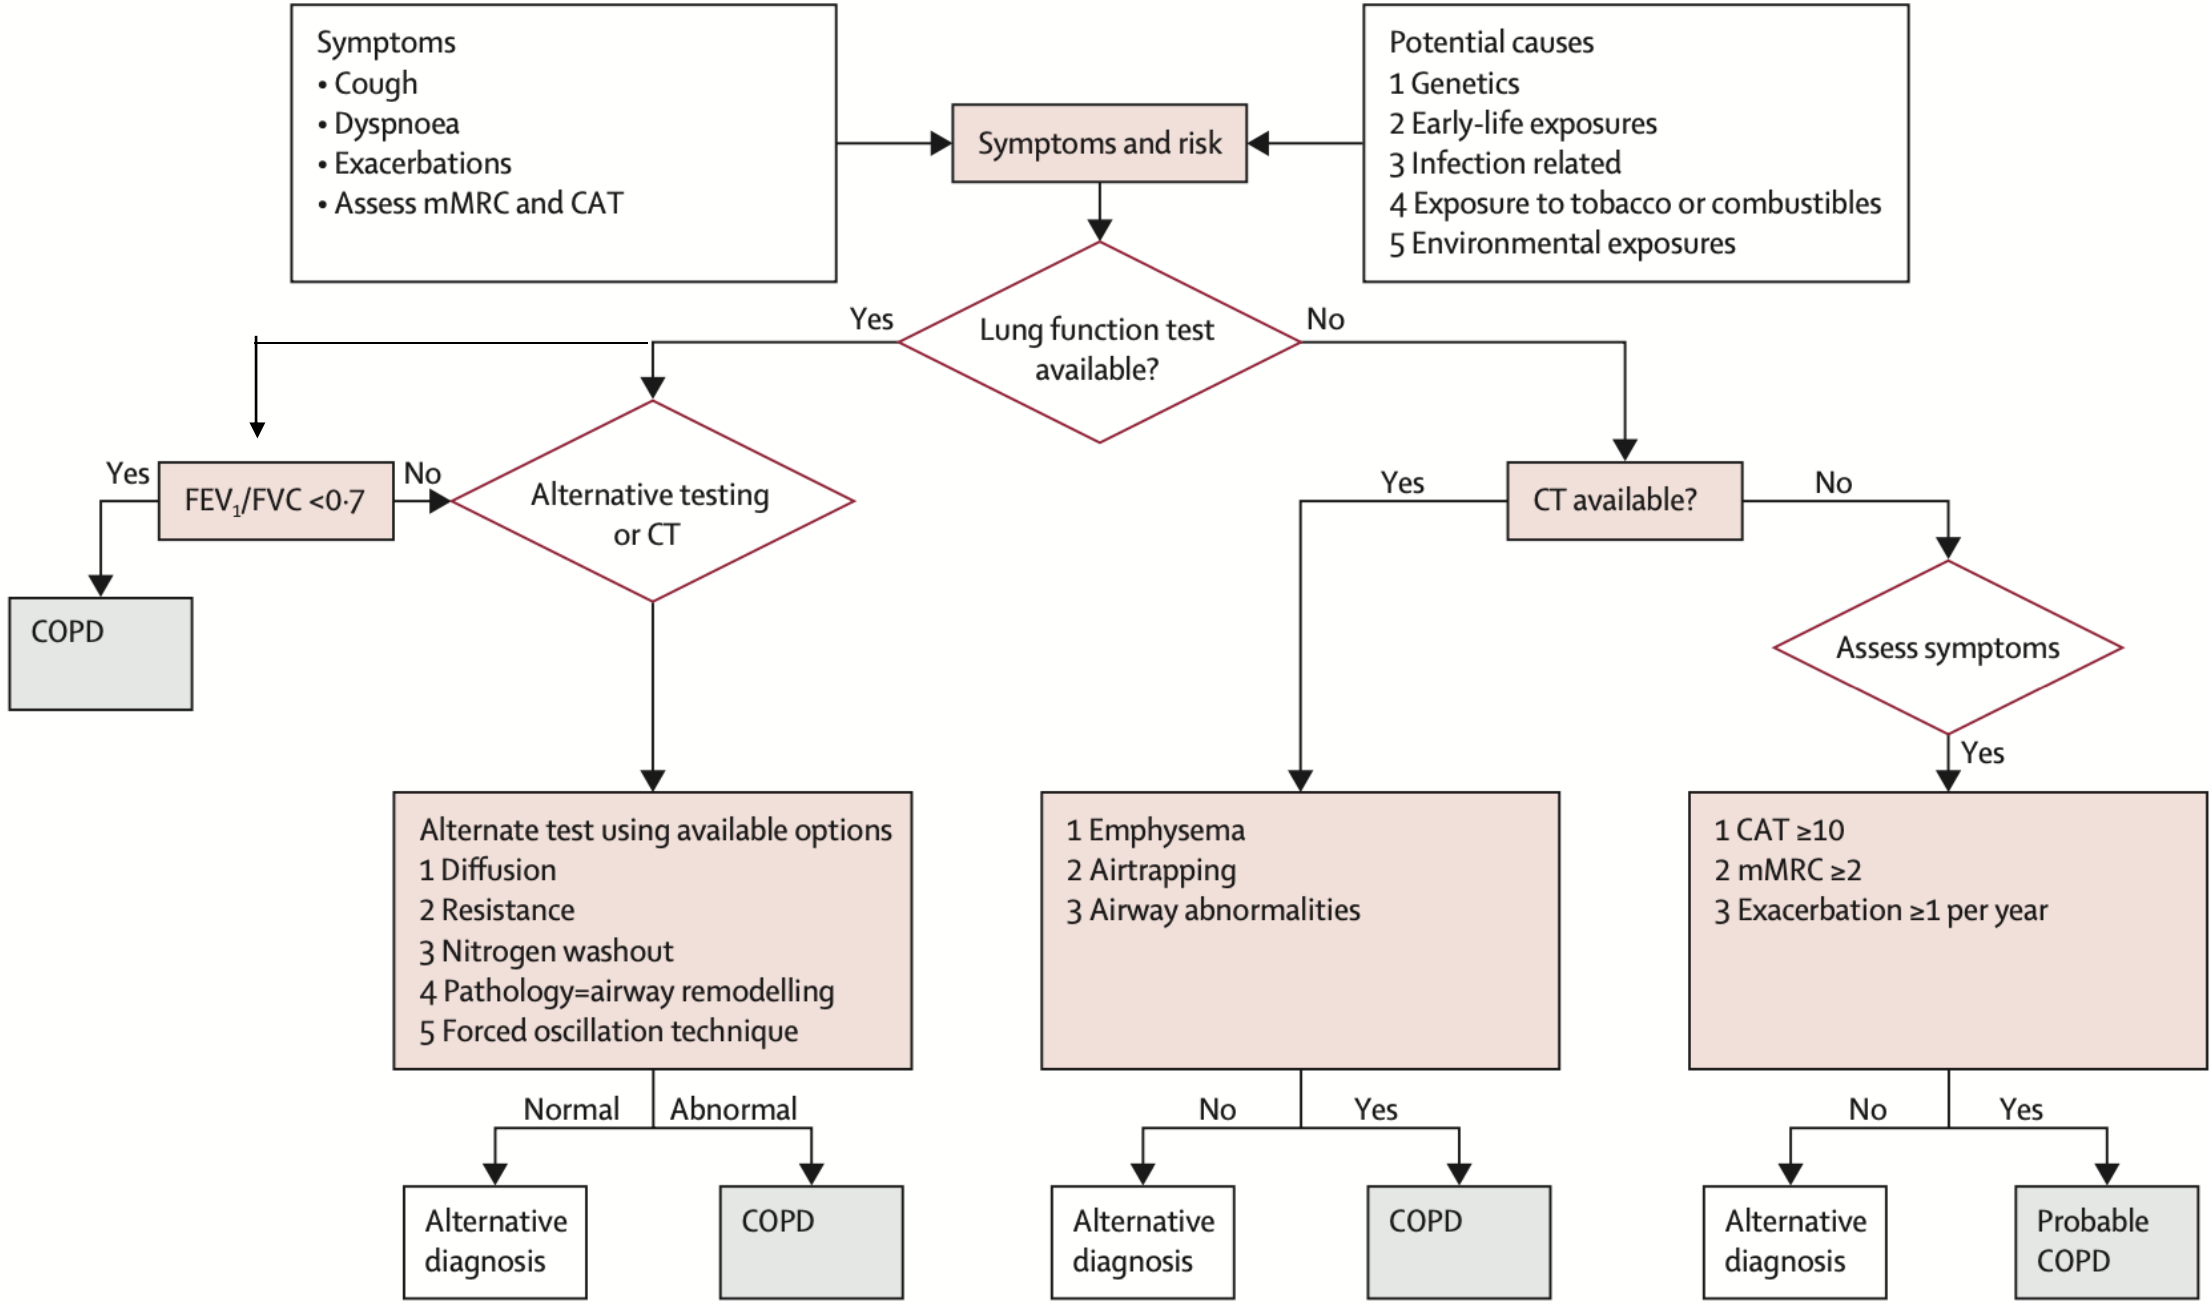 Symptoms
• Cough
• Dyspnoea
• Exacerbations
• Assess mMRC and CAT
Symptoms and risk
Potential causes
1 Genetics
2 Early-life exposures
3 Infection related
4 Exposure to tobacco or combustibles
5 Environmental exposures
Yes
Lung function test
available?
No
Yes
FEV₁/FVC <0·7
No
Alternative testing
or CT
Yes
CT available?
No
COPD
Assess symptoms
Yes
Alternate test using available options
1 Diffusion
2 Resistance
3 Nitrogen washout
4 Pathology=airway remodelling
5 Forced oscillation technique
1 Emphysema
2 Airtrapping
3 Airway abnormalities
1 CAT ≥10
2 mMRC ≥2
3 Exacerbation ≥1 per year
Normal
Abnormal
No
Yes
No
Yes
Alternative
diagnosis
COPD
Alternative
diagnosis
COPD
Alternative
diagnosis
Probable
COPD